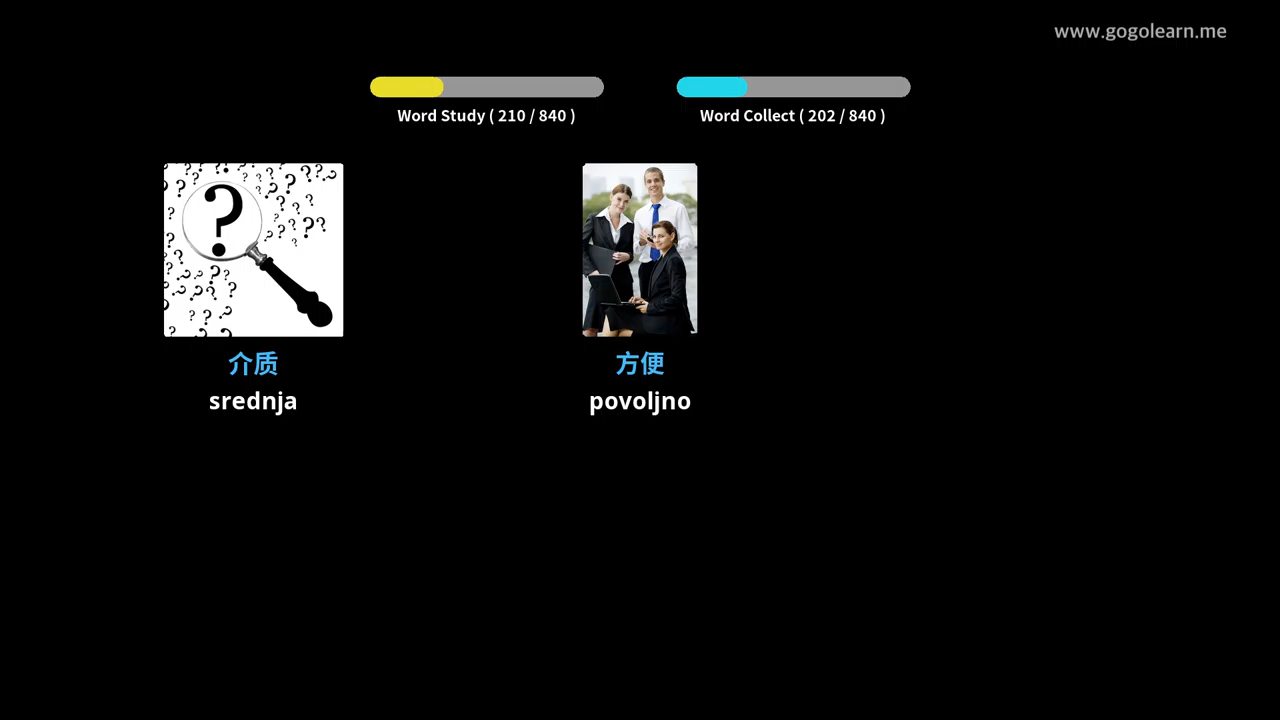 www.gogolearn.me
Word Study ( 210 / 840 )
Word Collect ( 202 / 840 )
介质
srednja
方便
povoljno